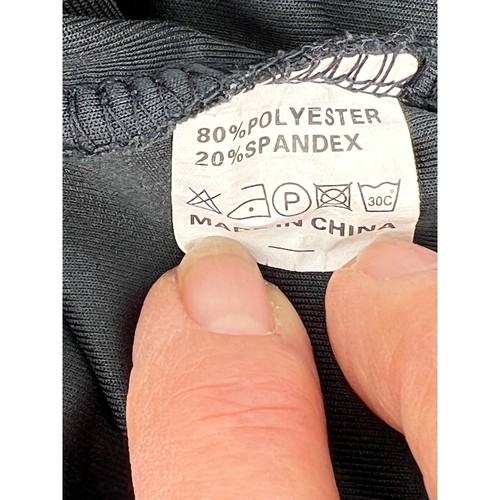 80%POLYESTER
20%SPANDEX
P 30C
MADE IN CHINA